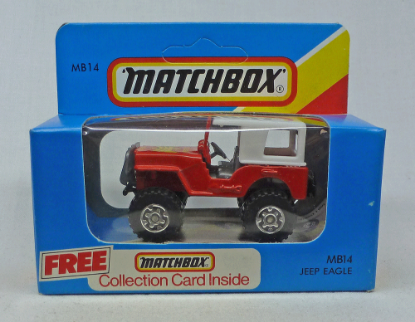 MB14
MATCHBOX®
FREE
MATCHBOX
Collection Card Inside
MB14
JEEP EAGLE